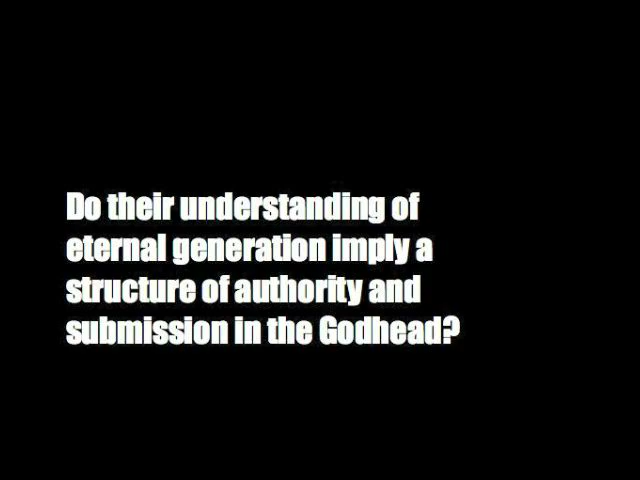 Do their understanding of
eternal generation imply a
structure of authority and
submission in the Godhead?